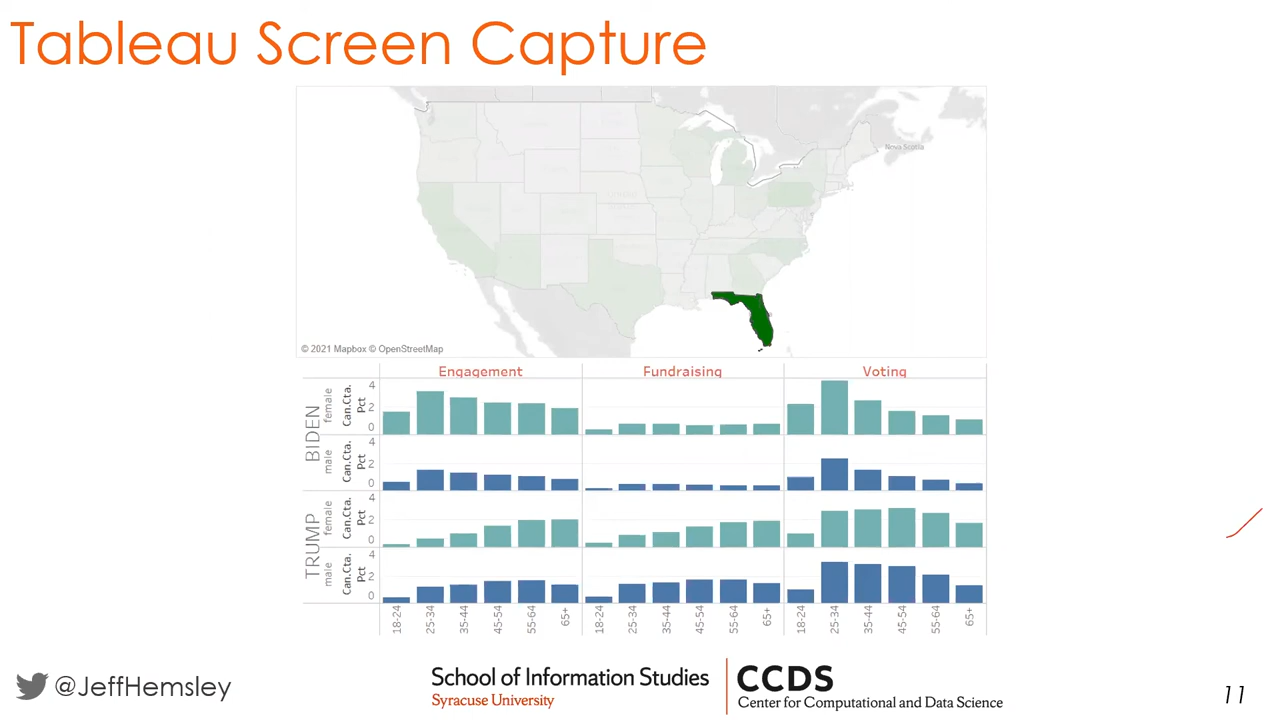 Tableau Screen Capture
Nova Scotia
© 2021 Mapbox © OpenStreetMap
Engagement Fundraising Voting
BIDEN
female
Can.Cta.
Pct
4
2
0
male
Can.Cta.
Pct
4
2
0
TRUMP
female
Can.Cta.
Pct
4
2
0
male
Can.Cta.
Pct
4
2
0
18-24 25-34 35-44 45-54 55-64 65+ 18-24 25-34 35-44 45-54 55-64 65+ 18-24 25-34 35-44 45-54 55-64 65+
@JeffHemsley
School of Information Studies
Syracuse University
CCDS
Center for Computational and Data Science
11